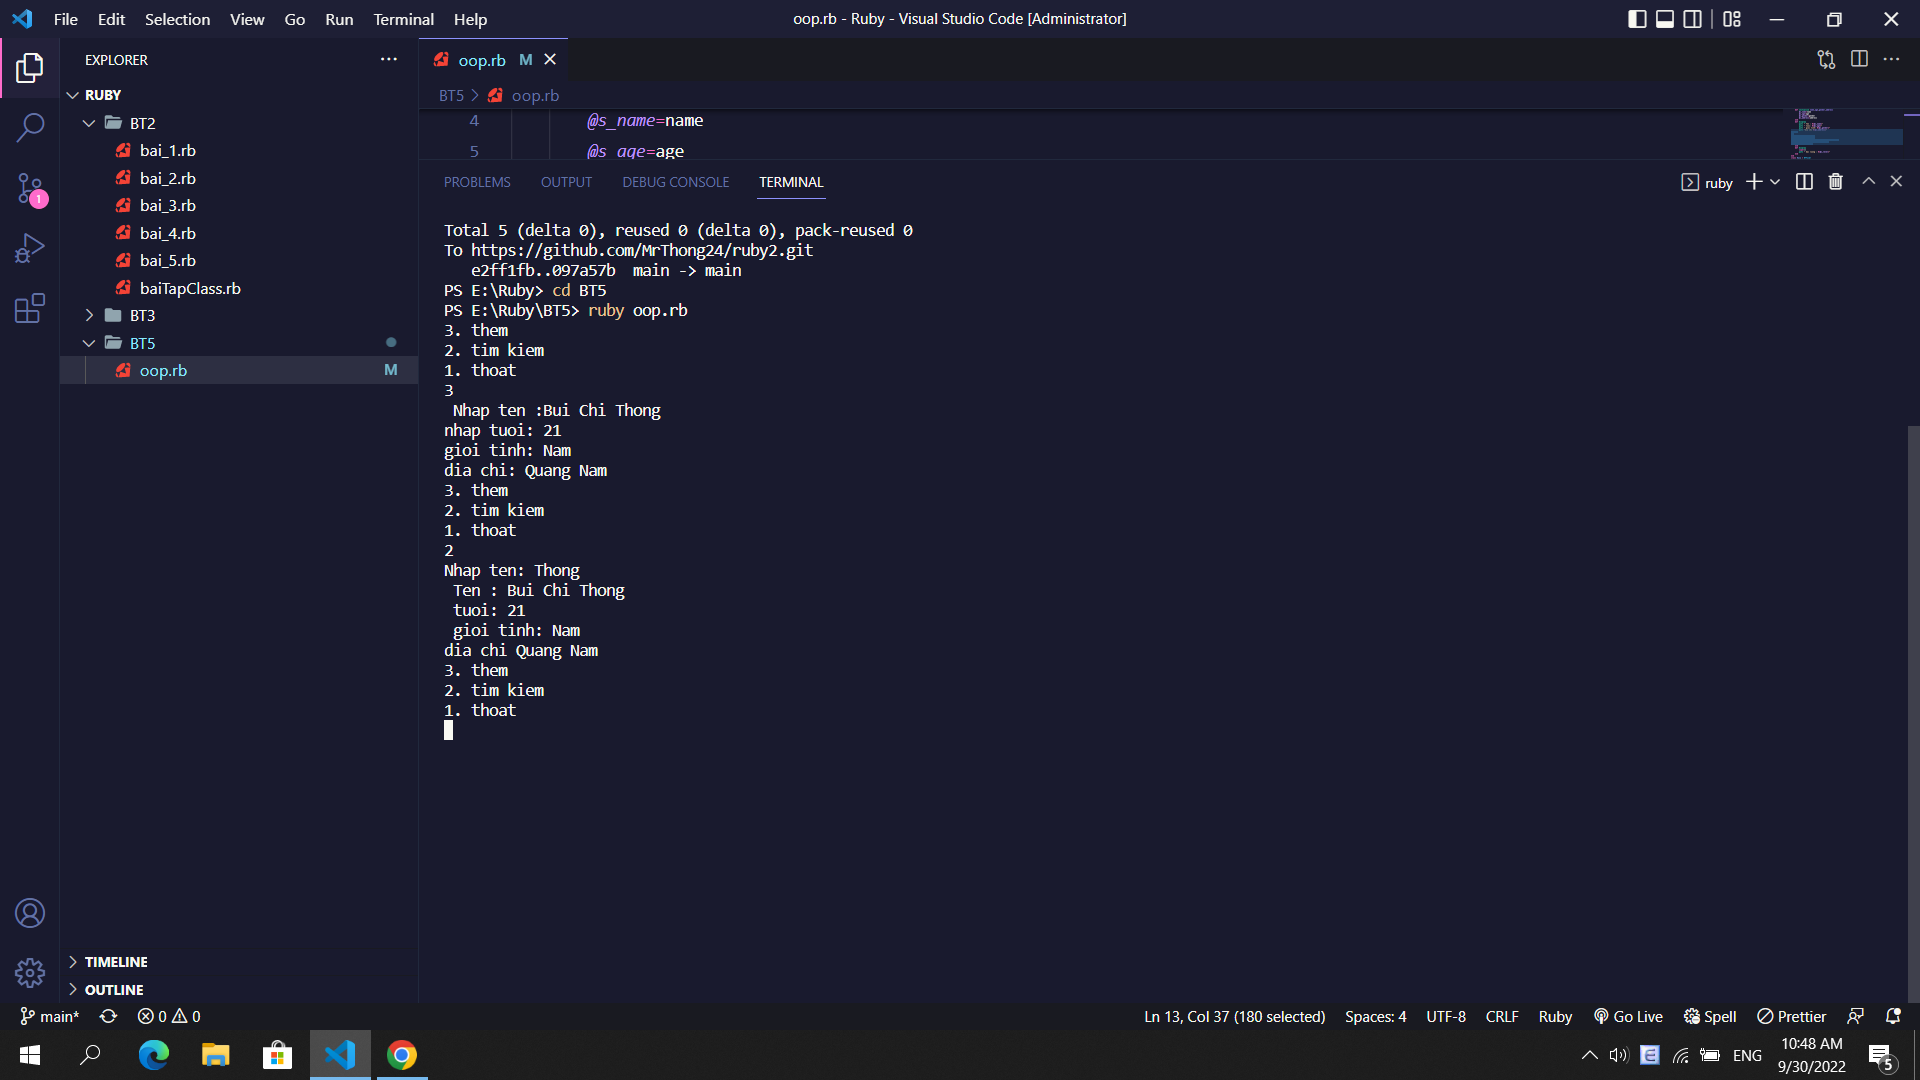 File Edit Selection View Go Run Terminal Help
oop.rb - Ruby - Visual Studio Code [Administrator]
EXPLORER
RUBY
BT2
bai_1.rb
bai_2.rb
bai_3.rb
bai_4.rb
bai_5.rb
baiTapClass.rb
BT3
BT5
oop.rb M
TIMELINE
OUTLINE
1
oop.rb M
BT5 > oop.rb
4 @s_name=name
5 @s_age=age
PROBLEMS OUTPUT DEBUG CONSOLE TERMINAL
ruby
Total 5 (delta 0), reused 0 (delta 0), pack-reused 0
To https://github.com/MrThong24/ruby2.git
e2ff1fb..097a57b  main -> main
PS E:\Ruby> cd BT5
PS E:\Ruby\BT5> ruby oop.rb
3. them
2. tim kiem
1. thoat
3
Nhap ten :Bui Chi Thong
nhap tuoi: 21
gioi tinh: Nam
dia chi: Quang Nam
3. them
2. tim kiem
1. thoat
2
Nhap ten: Thong
Ten : Bui Chi Thong
tuoi: 21
gioi tinh: Nam
dia chi Quang Nam
3. them
2. tim kiem
1. thoat
main* 0 0
Ln 13, Col 37 (180 selected) Spaces: 4 UTF-8 CRLF Ruby Go Live Spell Prettier
ENG
10:48 AM
9/30/2022
5